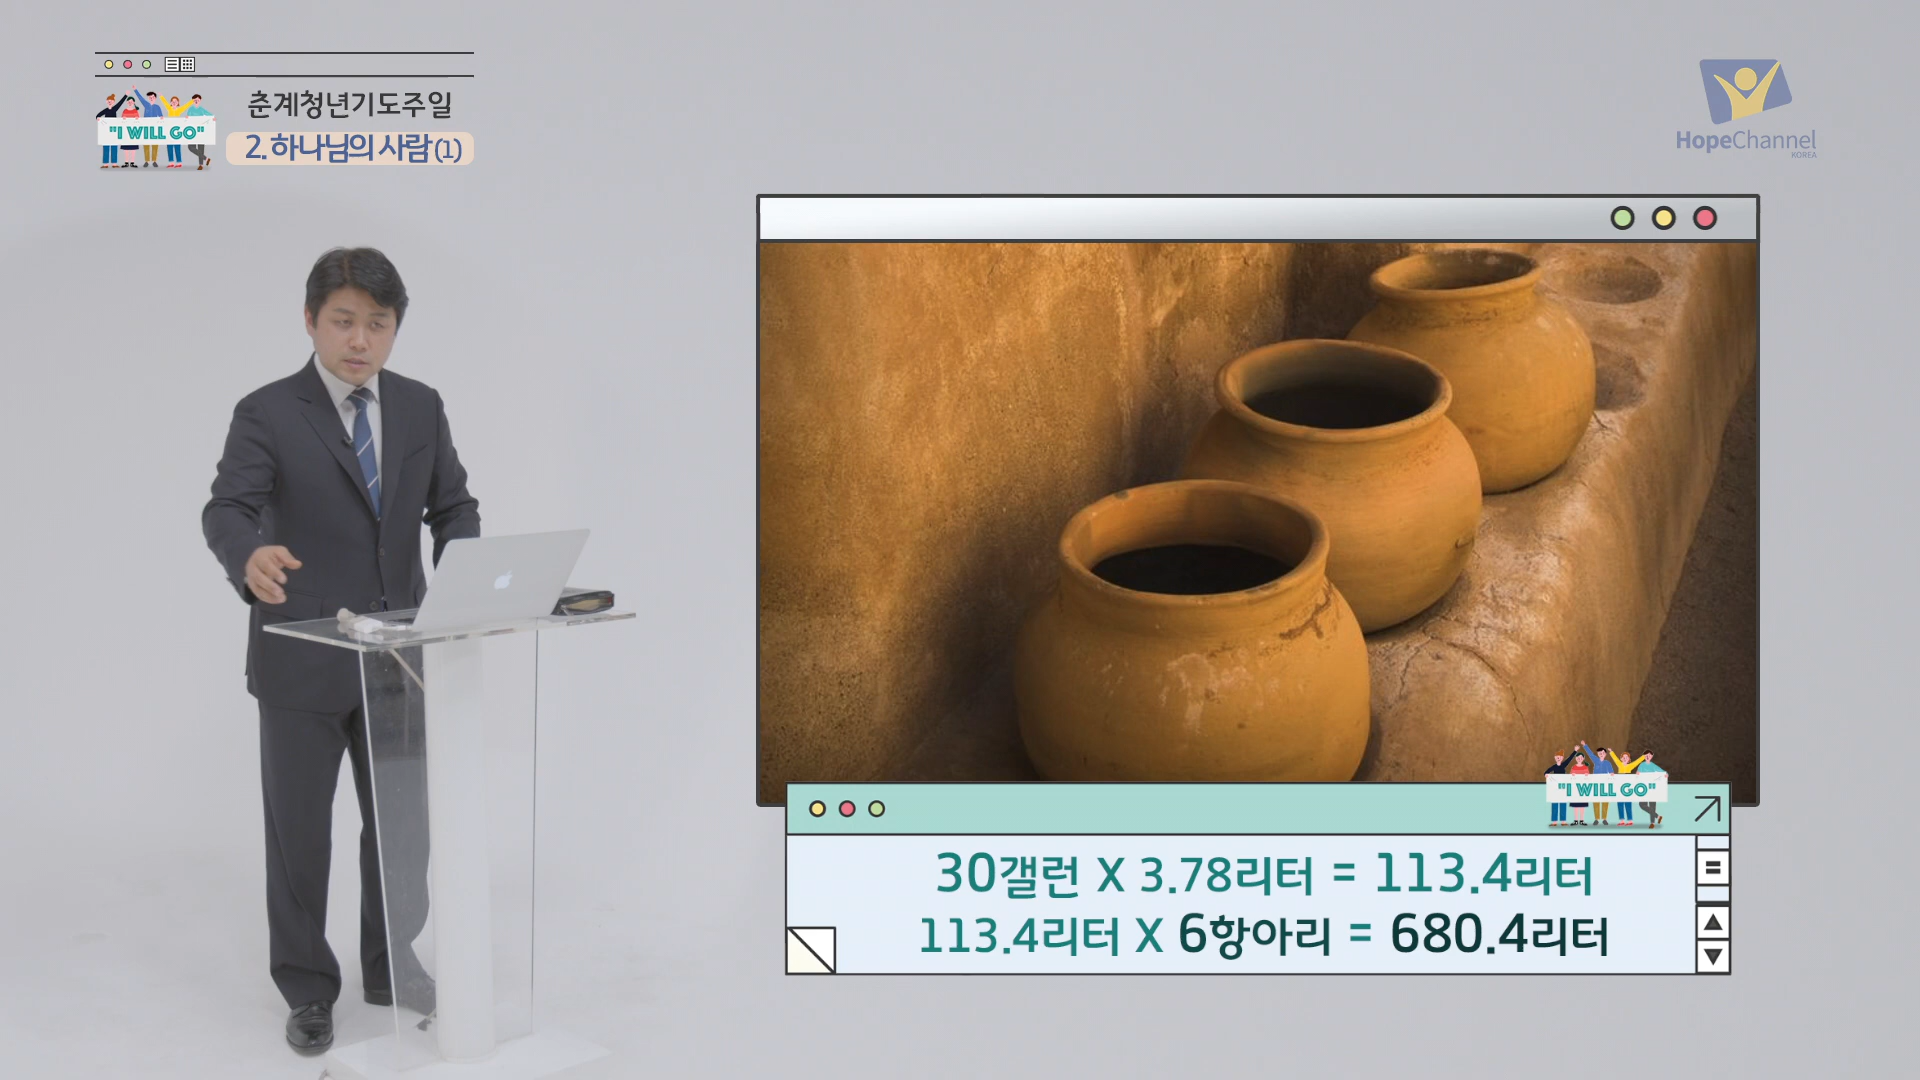 춘계청년기도주일
"I WILL GO"
2. 하나님의 사람 (1)
HopeChannel
KOREA
"I WILL GO"
30갤런 X 3.78리터 = 113.4리터
113.4리터 X 6항아리 = 680.4리터